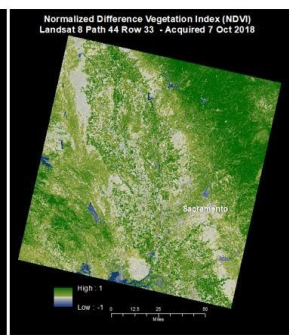 Normalized Difference Vegetation Index (NDVI)
Landsat 8 Path 44 Row 33 - Acquired 7 Oct 2018
Sacramento
High : 1
Low : -1
0 12.5 25 50
Miles